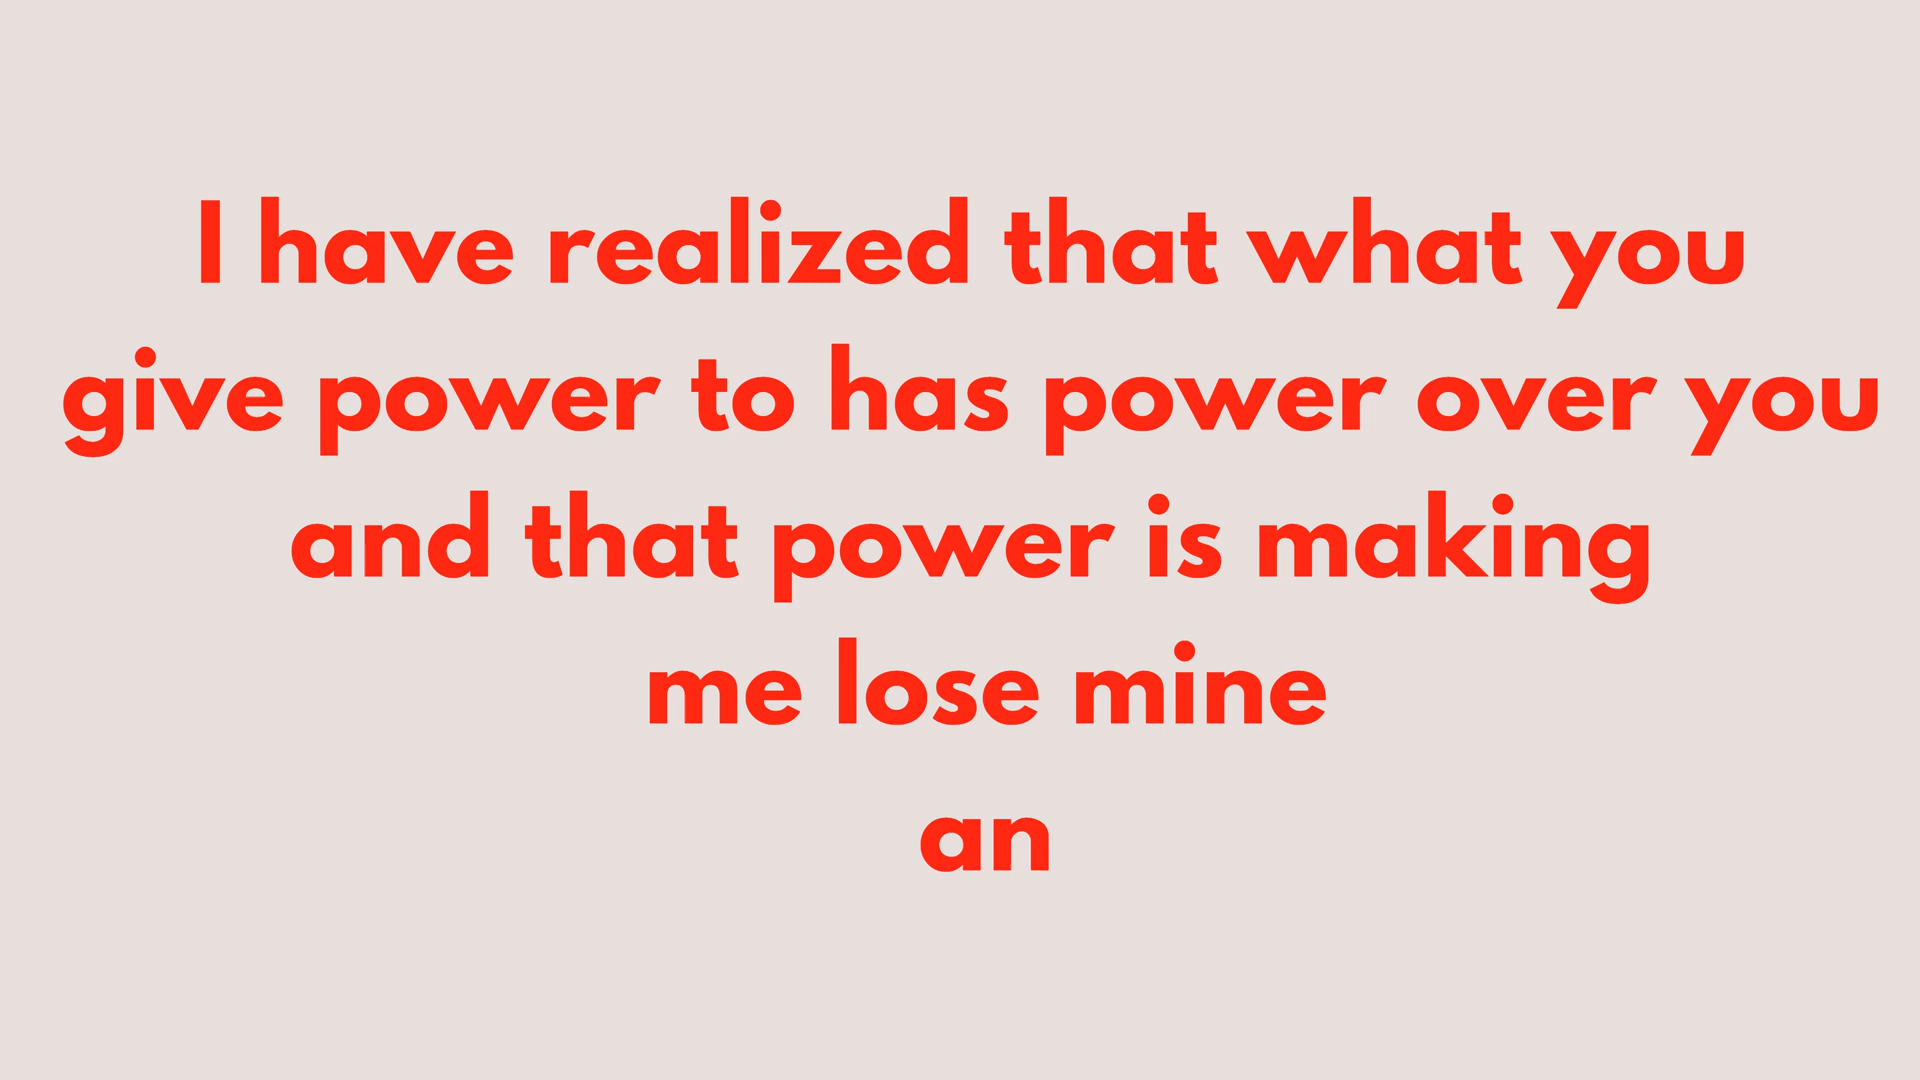 I have realized that what you
give power to has power over you
and that power is making
me lose mine
an